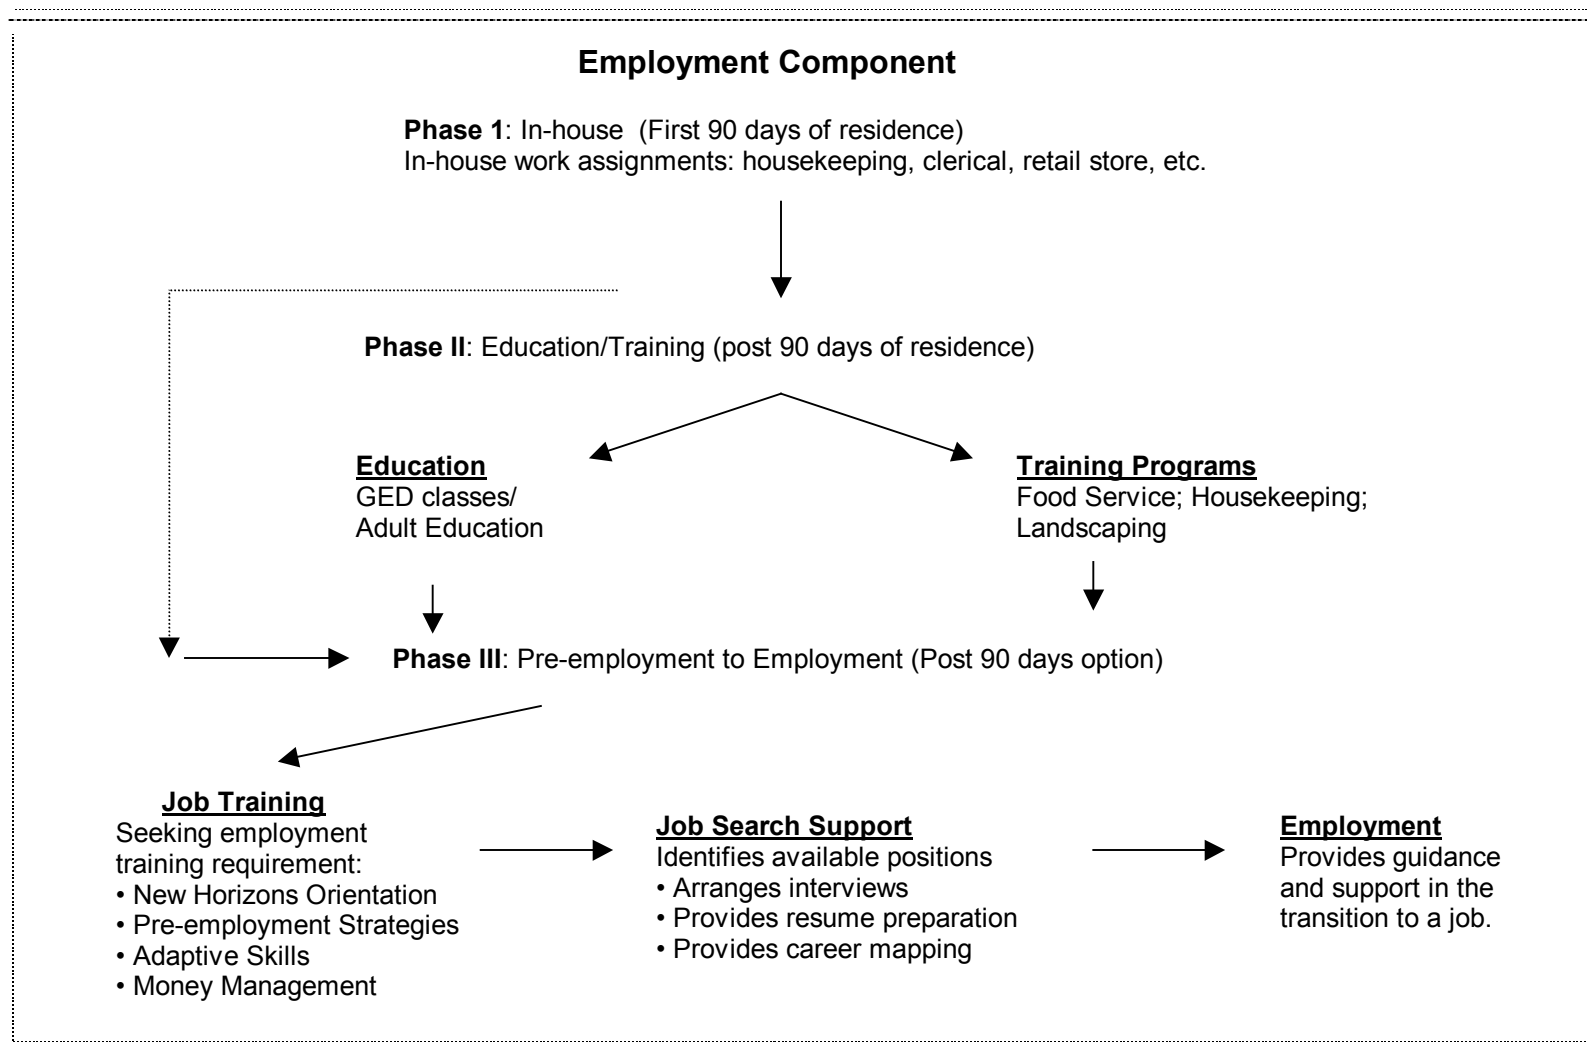 Employment Component
Phase 1: In-house (First 90 days of residence)
In-house work assignments: housekeeping, clerical, retail store, etc.
Phase II: Education/Training (post 90 days of residence)
Education
GED classes/
Adult Education
Training Programs
Food Service; Housekeeping;
Landscaping
Phase III: Pre-employment to Employment (Post 90 days option)
Job Training
Seeking employment
training requirement:
• New Horizons Orientation
• Pre-employment Strategies
• Adaptive Skills
• Money Management
Job Search Support
Identifies available positions
• Arranges interviews
• Provides resume preparation
• Provides career mapping
Employment
Provides guidance
and support in the
transition to a job.